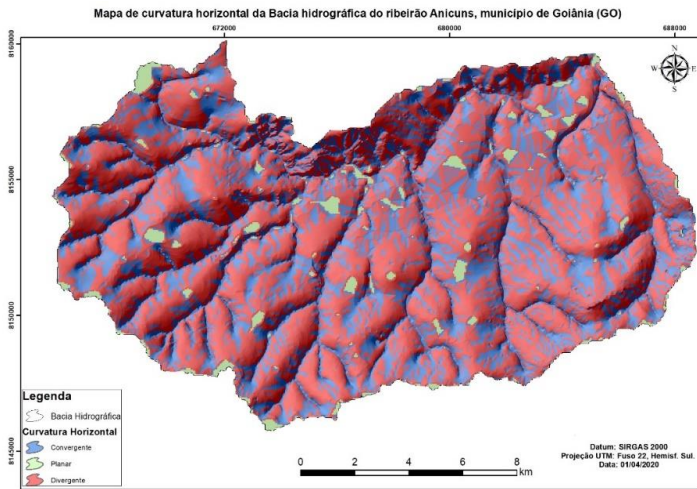 Mapa de curvatura horizontal da Bacia hidrográfica do ribeirão Anicuns, município de Goiânia (GO)
672000 680000 688000
8160000
N
W E
S
8155000
8150000
8145000
Legenda
Bacia Hidrográfica
Curvatura Horizontal
Convergente
Planar
Divergente
0 2 4 6 8
km
Datum: SIRGAS 2000
Projeção UTM: Fuso 22, Hemisf. Sul.
Data: 01/04/2020